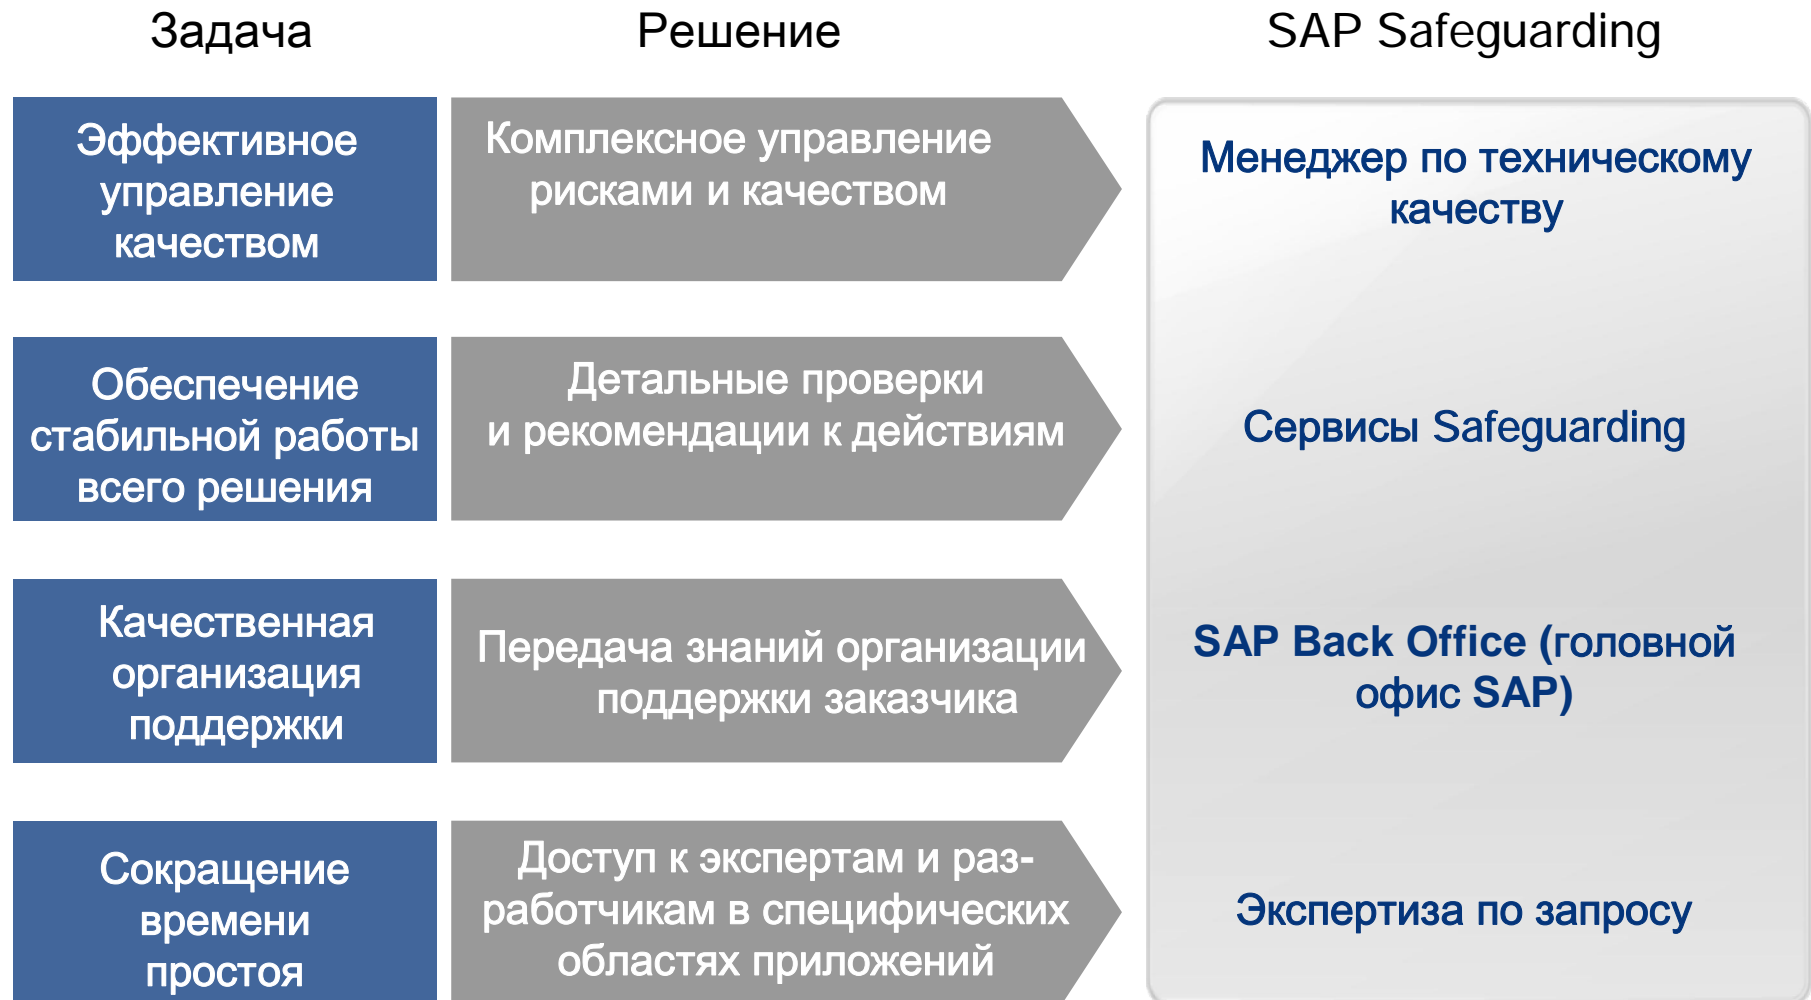 Задача
Решение
SAP Safeguarding
Эффективное
управление
качеством
Комплексное управление
рисками и качеством
Менеджер по техническому
качеству
Обеспечение
стабильной работы
всего решения
Детальные проверки
и рекомендации к действиям
Сервисы Safeguarding
Качественная
организация
поддержки
Передача знаний организации
поддержки заказчика
SAP Back Office (головной
офис SAP)
Сокращение
времени
простоя
Доступ к экспертам и раз-
работчикам в специфических
областях приложений
Экспертиза по запросу